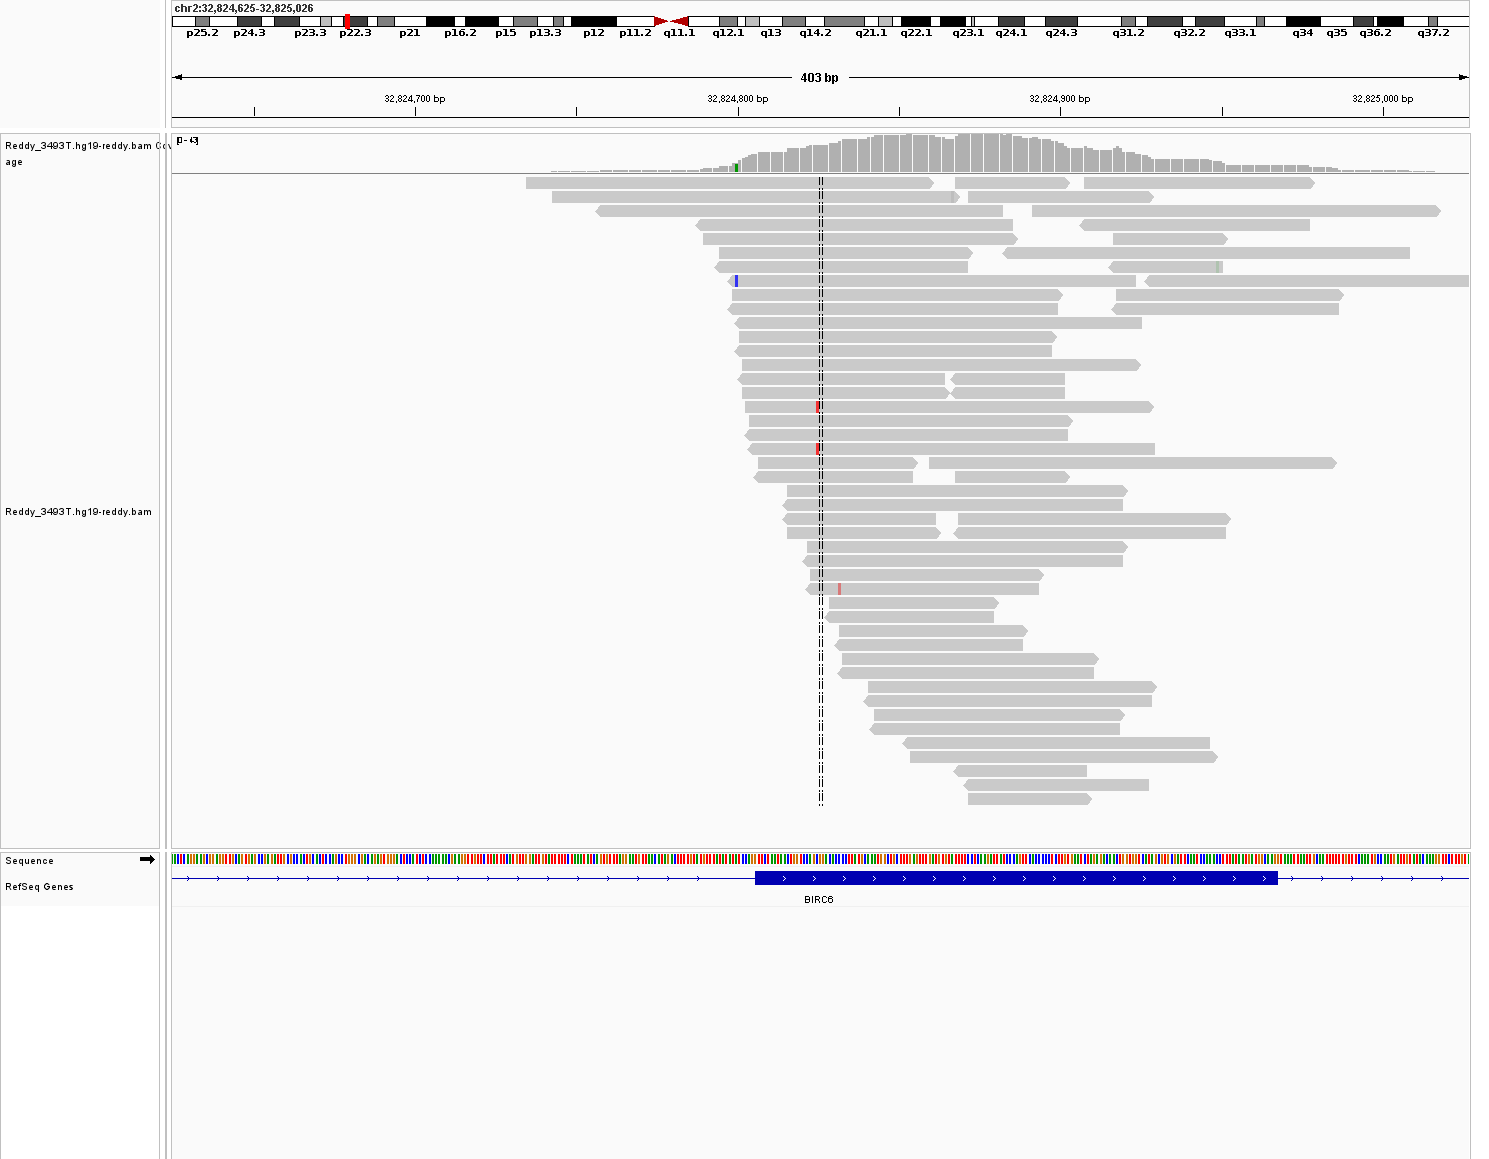 chr2:32,824,625-32,825,026
p25.2 p24.3 p23.3 p22.3 p21 p16.2 p15 p13.3 p12 p11.2 q11.1 q12.1 q13 q14.2 q21.1 q22.1 q23.1 q24.1 q24.3 q31.2 q32.2 q33.1 q34 q35 q36.2 q37.2
403 bp
32,824,700 bp 32,824,800 bp 32,824,900 bp 32,825,000 bp
[0 - 43]
Reddy_3493T.hg19-reddy.bam Cov
age
Reddy_3493T.hg19-reddy.bam
Sequence
RefSeq Genes
BIRC6